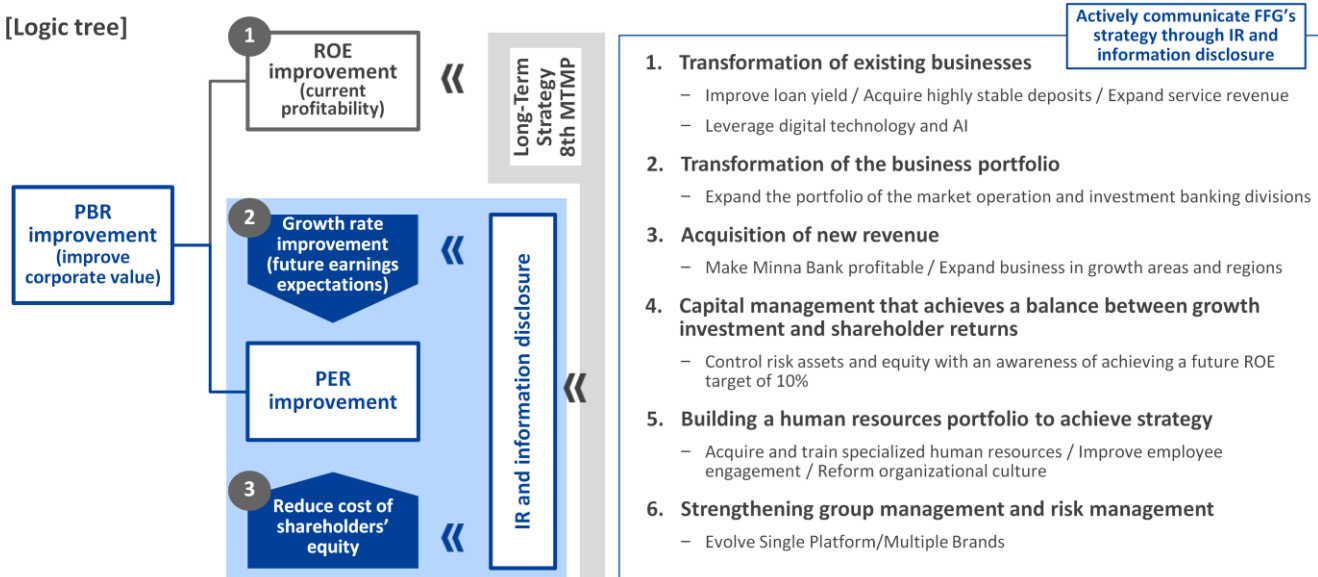 [Logic tree]
1
ROE
improvement
(current
profitability)
Long-Term
Strategy
8th MTMP
PBR
improvement
(improve
corporate value)
2
Growth rate
improvement
(future earnings
expectations)
PER
improvement
3
Reduce cost of
shareholders’
equity
IR and information disclosure
Actively communicate FFG’s
strategy through IR and
information disclosure
1. Transformation of existing businesses
– Improve loan yield / Acquire highly stable deposits / Expand service revenue
– Leverage digital technology and AI
2. Transformation of the business portfolio
– Expand the portfolio of the market operation and investment banking divisions
3. Acquisition of new revenue
– Make Minna Bank profitable / Expand business in growth areas and regions
4. Capital management that achieves a balance between growth
investment and shareholder returns
– Control risk assets and equity with an awareness of achieving a future ROE
target of 10%
5. Building a human resources portfolio to achieve strategy
– Acquire and train specialized human resources / Improve employee
engagement / Reform organizational culture
6. Strengthening group management and risk management
– Evolve Single Platform/Multiple Brands